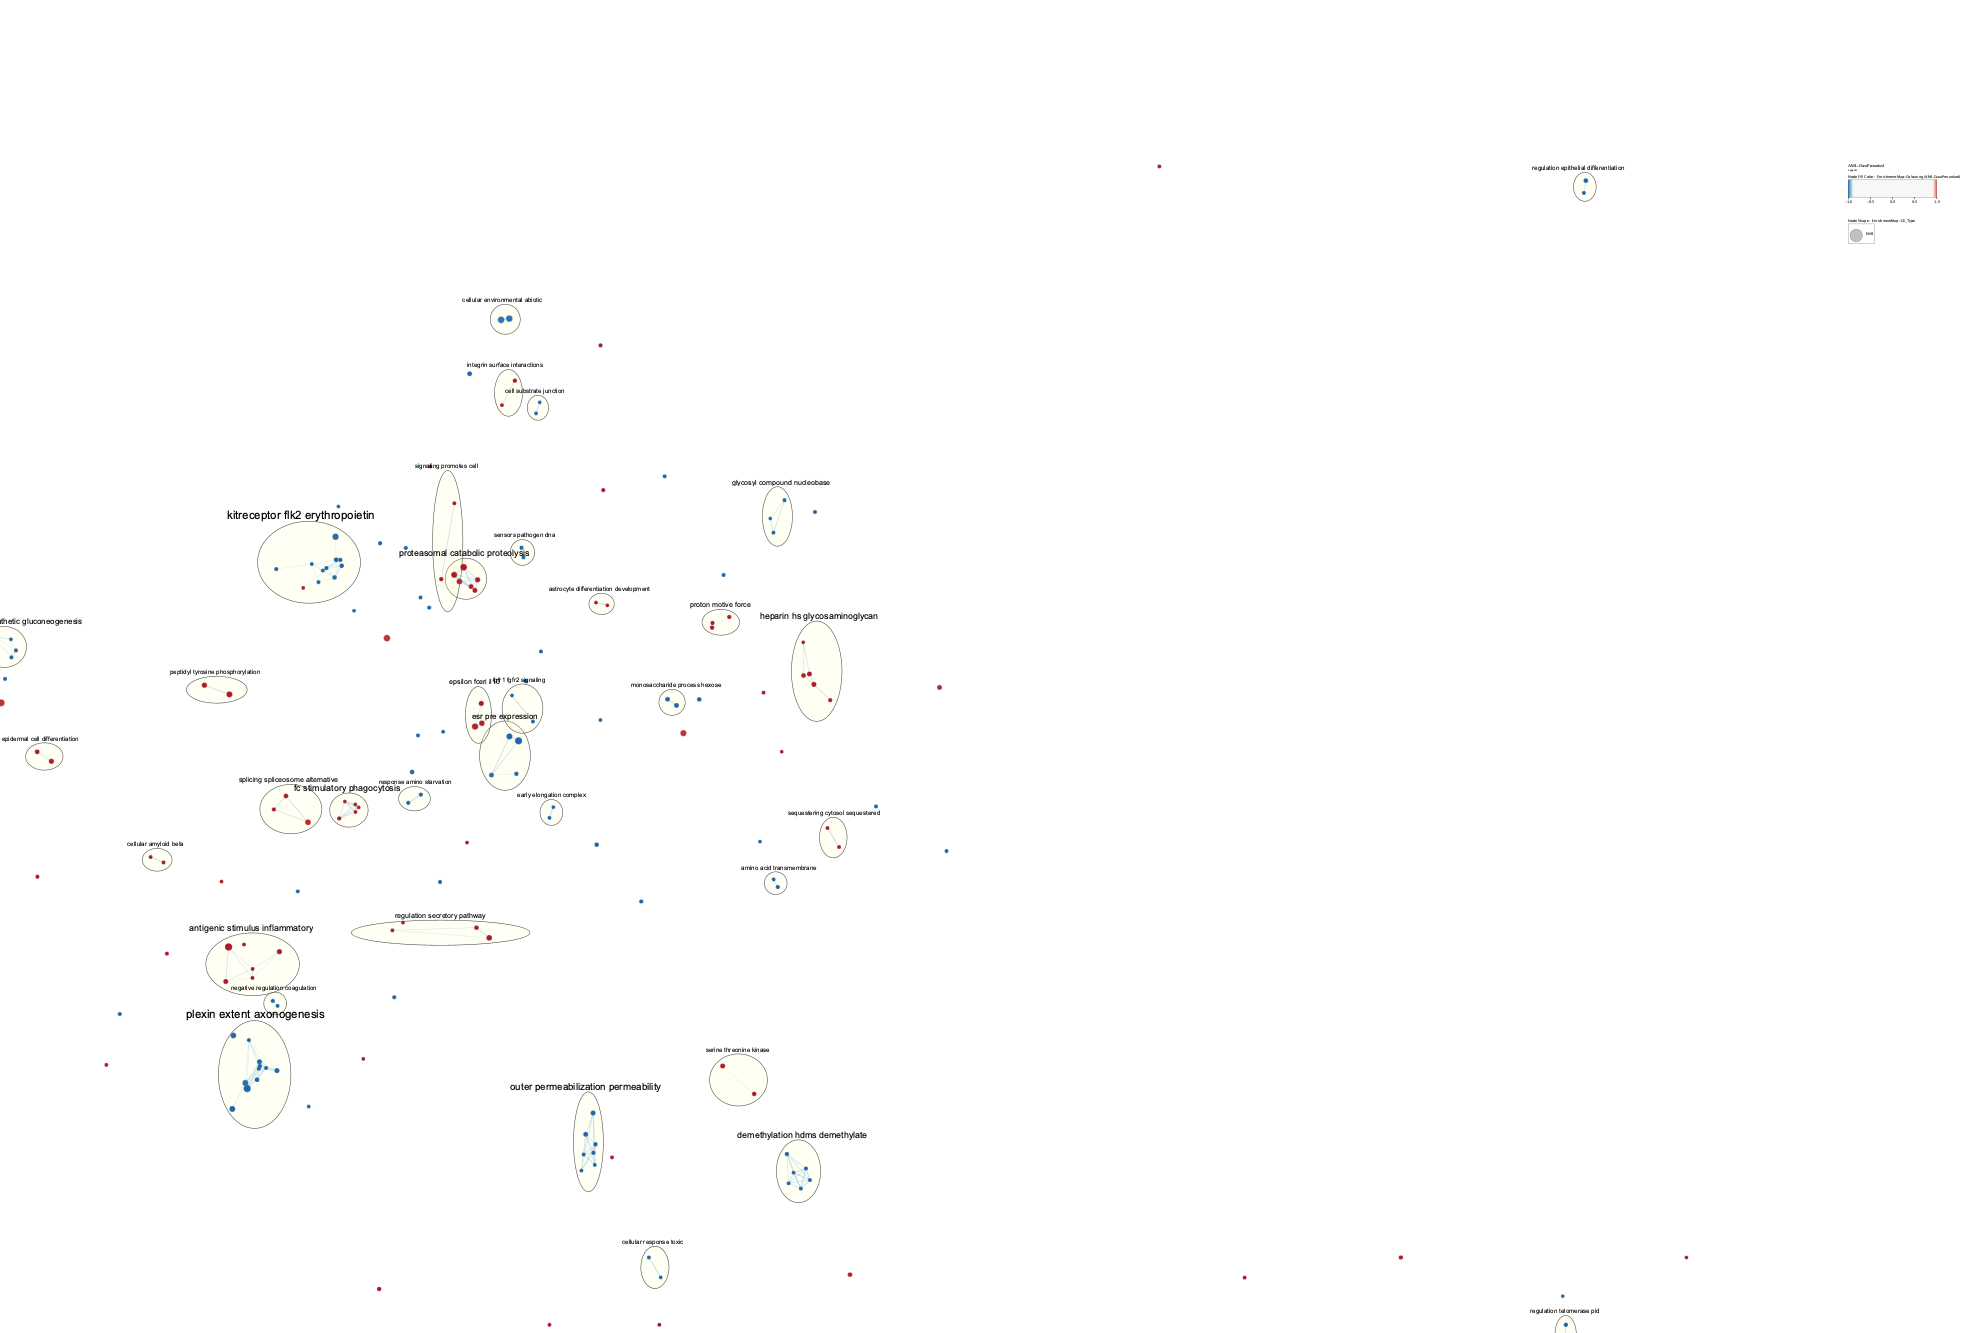 regulation epithelial differentiation
Node Fill Color: EnrichmentMap::Colouring
-0.5
0.0
0.5
1.0
Node Shape: EnrichmentMap::GS_Type
cellular environmental abiotic
integrin surface interactions
cell substrate junction
signaling promotes cell
glycosyl compound nucleobase
kitreceptor flk2 erythropoietin
sensors pathogen dna
proteasomal catabolic proteolysis
astrocyte differentiation development
proton motive force
heparin hs glycosaminoglycan
gluconeogenesis
peptidyl tyrosine phosphorylation
epsilon fceri
fgfr2 signaling
monosaccharide process hexose
esr pre expression
epidermal cell differentiation
splicing spliceosome alternative
response amino starvation
fc stimulatory phagocytosis
early elongation complex
sequestering cytosol sequestered
cellular amyloid beta
amino acid transmembrane
regulation secretory pathway
antigenic stimulus inflammatory
negative regulation coagulation
plexin extent axonogenesis
serine threonine kinase
outer permeabilization permeability
demethylation hdms demethylate
cellular response toxic
regulation telomerase pid